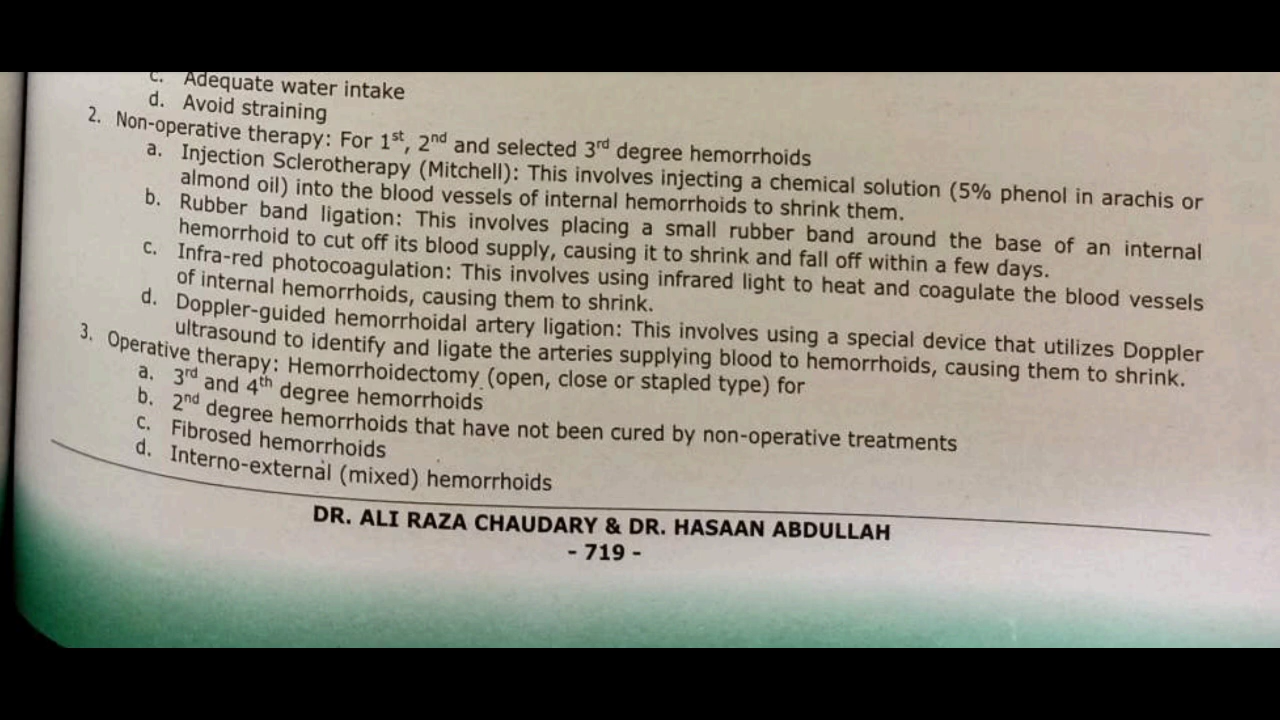 c. Adequate water intake
d. Avoid straining
2. Non-operative therapy: For 1st, 2nd and selected 3rd degree hemorrhoids
a. Injection Sclerotherapy (Mitchell): This involves injecting a chemical solution (5% phenol in arachis or
almond oil) into the blood vessels of internal hemorrhoids to shrink them.
b. Rubber band ligation: This involves placing a small rubber band around the base of an internal
hemorrhoid to cut off its blood supply, causing it to shrink and fall off within a few days.
c. Infra-red photocoagulation: This involves using infrared light to heat and coagulate the blood vessels
of internal hemorrhoids, causing them to shrink.
d. Doppler-guided hemorrhoidal artery ligation: This involves using a special device that utilizes Doppler
ultrasound to identify and ligate the arteries supplying blood to hemorrhoids, causing them to shrink.
3. Operative therapy: Hemorrhoidectomy (open, close or stapled type) for
a. 3rd and 4th degree hemorrhoids
b. 2nd degree hemorrhoids that have not been cured by non-operative treatments
c. Fibrosed hemorrhoids
d. Interno-external (mixed) hemorrhoids
DR. ALI RAZA CHAUDARY & DR. HASAAN ABDULLAH
- 719 -